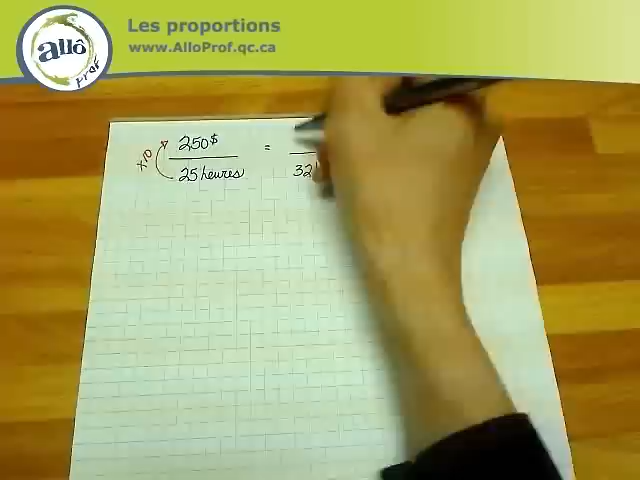 allô
prof
Les proportions
www.AlloProf.qc.ca
x10
250$ =
25 heures 32